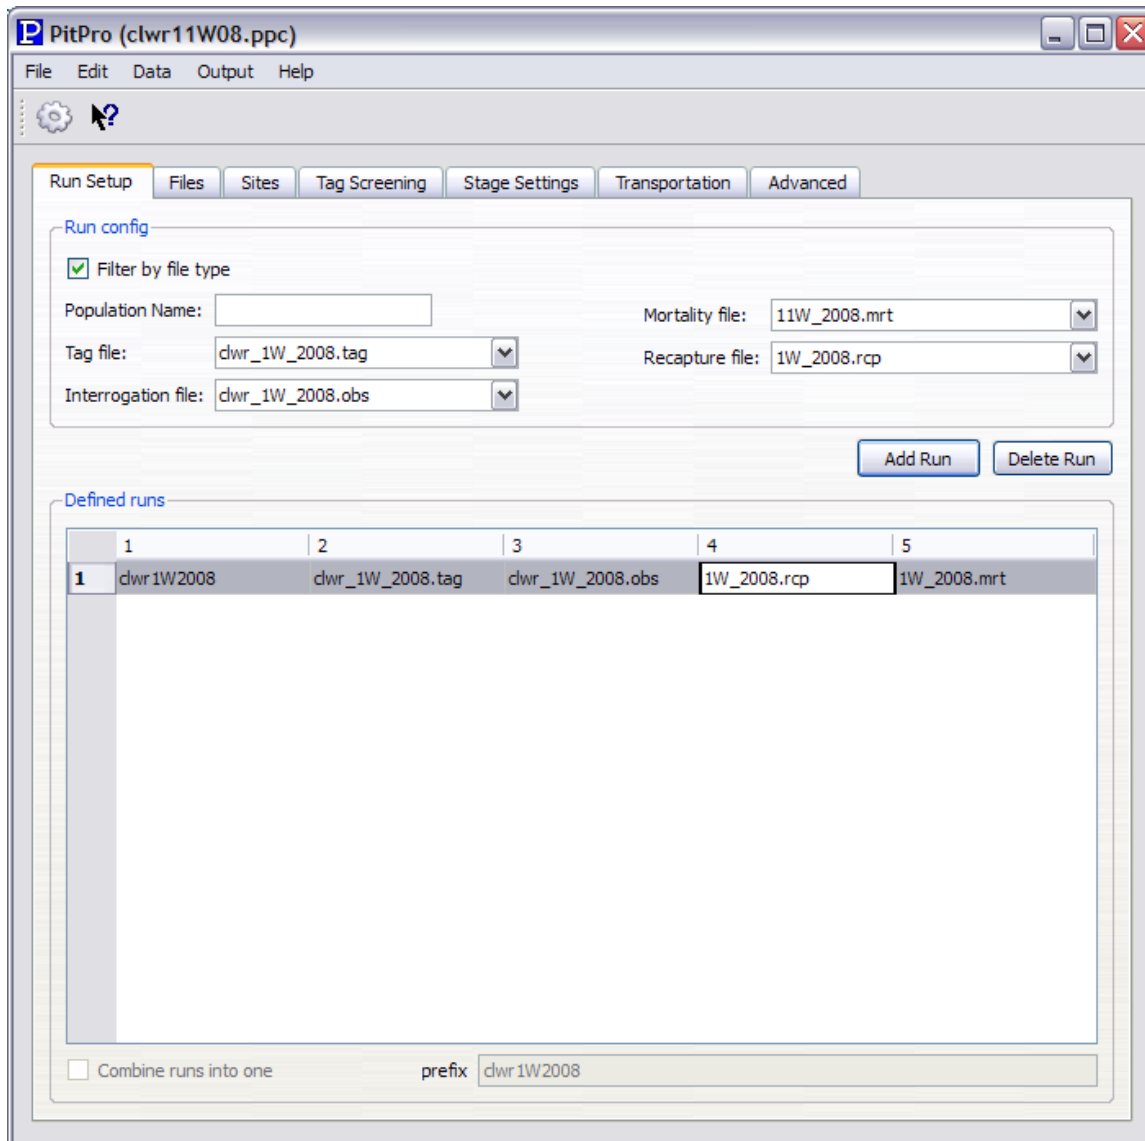 PitPro (clwr11W08.ppc)
File Edit Data Output Help
Run Setup Files Sites Tag Screening Stage Settings Transportation Advanced
Run config
Filter by file type
Population Name:
Mortality file: 11W_2008.mrt
Tag file: clwr_1W_2008.tag
Recapture file: 1W_2008.rcp
Interrogation file: clwr_1W_2008.obs
Add Run Delete Run
Defined runs
1 2 3 4 5
1 clwr1W2008 clwr_1W_2008.tag clwr_1W_2008.obs 1W_2008.rcp 1W_2008.mrt
Combine runs into one prefix clwr1W2008